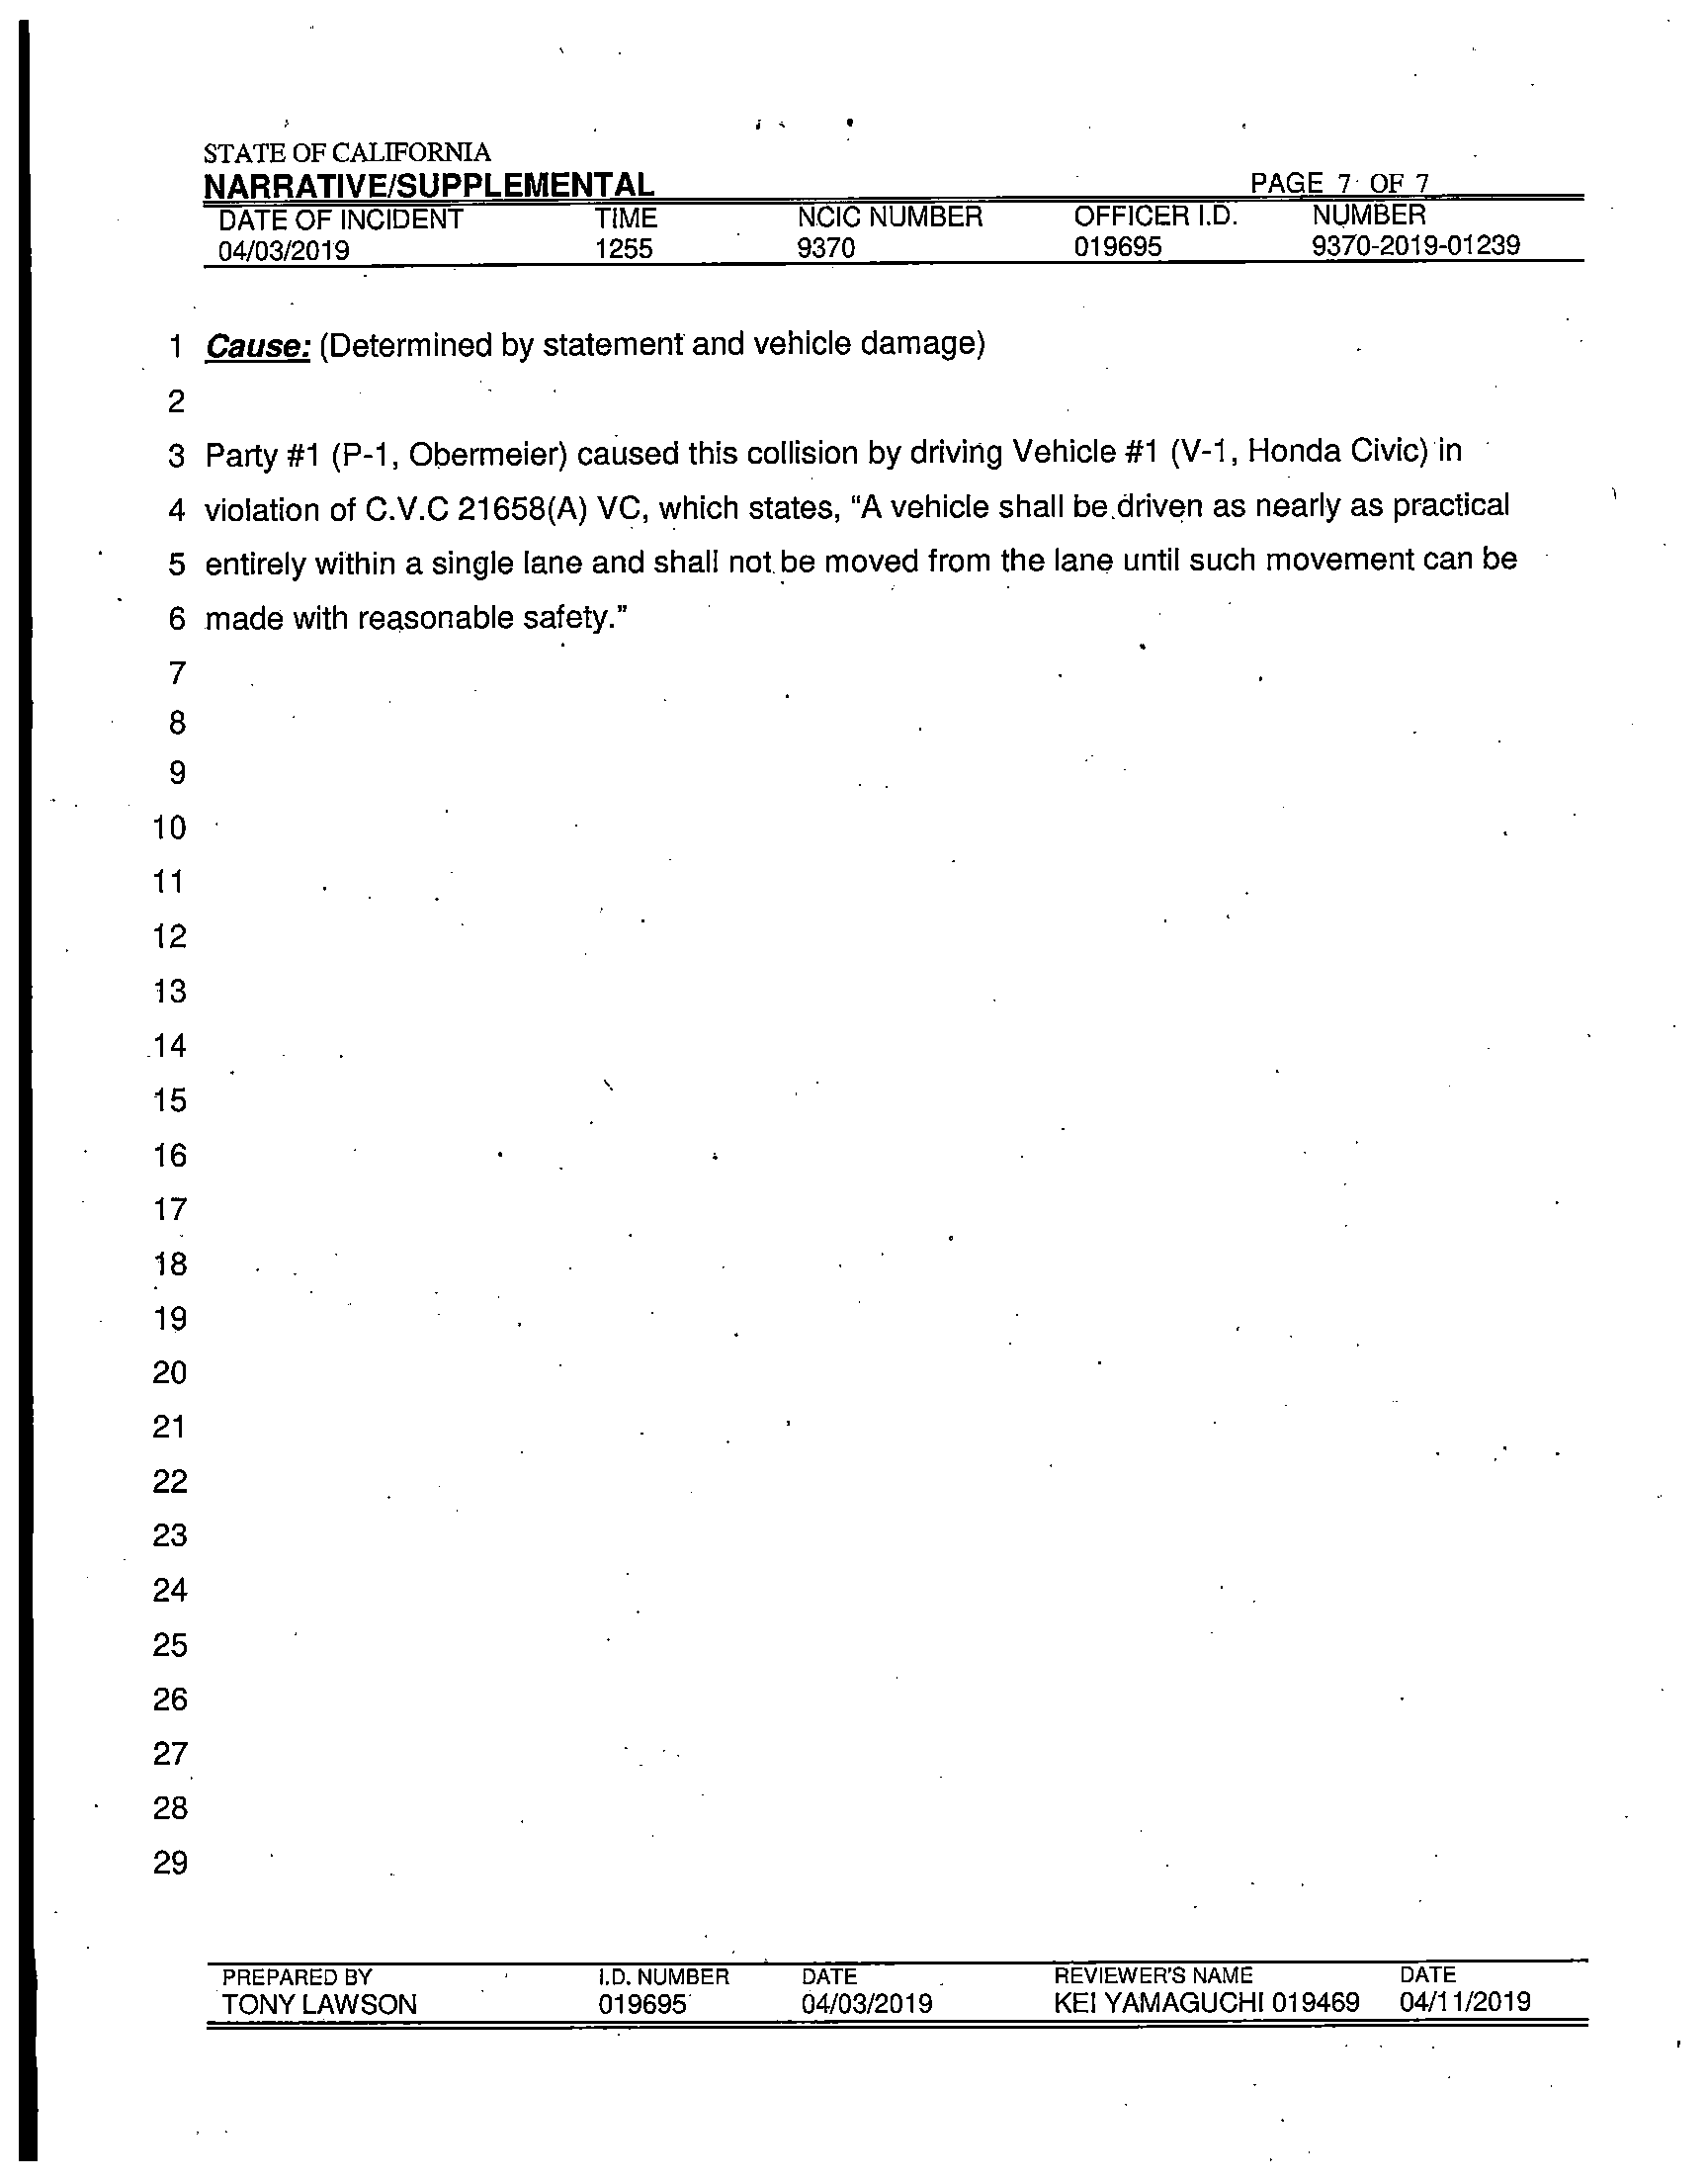 STATE OF CALIFORNIA
NARRATIVE/SUPPLEMENTAL PAGE 7 OF 7
DATE OF INCIDENT TIME NCIC NUMBER OFFICER I.D. NUMBER
04/03/2019 1255 9370 019695 9370-2019-01239
1 Cause: (Determined by statement and vehicle damage)
2
3 Party #1 (P-1, Obermeier) caused this collision by driving Vehicle #1 (V-1, Honda Civic) in
4 violation of C.V.C 21658(A) VC, which states, "A vehicle shall be driven as nearly as practical
5 entirely within a single lane and shall not be moved from the lane until such movement can be
6 made with reasonable safety."
7
8
9
10
11
12
13
14
15
16
17
18
19
20
21
22
23
24
25
26
27
28
29
PREPARED BY I.D. NUMBER DATE REVIEWER'S NAME DATE
TONY LAWSON 019695 04/03/2019 KEI YAMAGUCHI 019469 04/11/2019